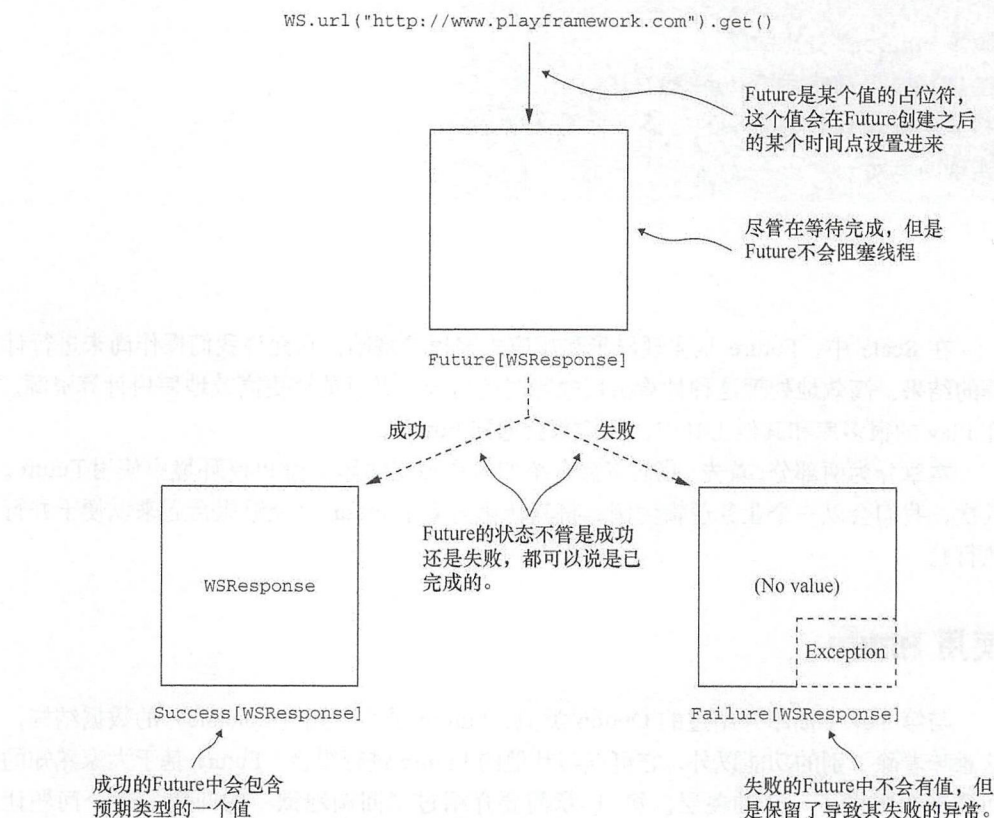 WS.url("http://www.playframework.com").get()
Future是某个值的占位符，
这个值会在Future创建之后
的某个时间点设置进来
尽管在等待完成，但是
Future不会阻塞线程
Future[WSResponse]
成功
失败
Future的状态不管是成功
还是失败，都可以说是已
完成的。
WSResponse
(No value)
Exception
Success[WSResponse]
Failure[WSResponse]
成功的Future中会包含
预期类型的一个值
失败的Future中不会有值，但
是保留了导致其失败的异常。